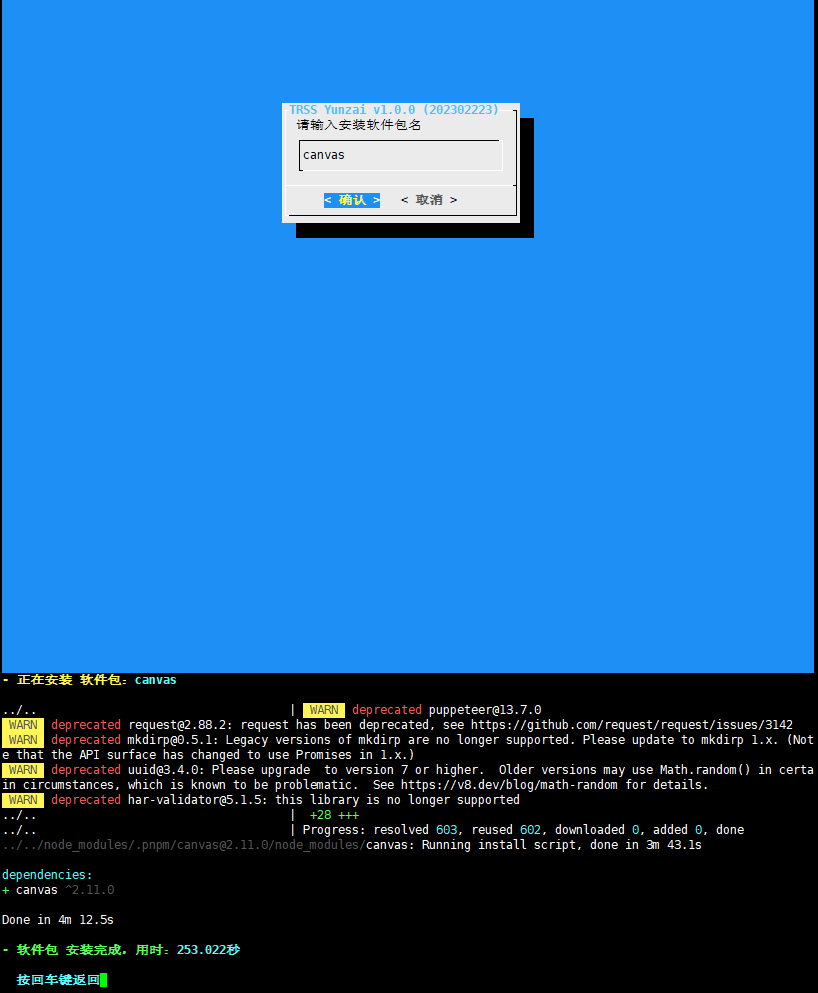 TRSS Yunzai v1.0.0 (202302223)
请输入安装软件包名
canvas
< 确认 > < 取消 >
- 正在安装 软件包：canvas
../.. | WARN deprecated puppeteer@13.7.0
WARN deprecated request@2.88.2: request has been deprecated, see https://github.com/request/request/issues/3142
WARN deprecated mkdirp@0.5.1: Legacy versions of mkdirp are no longer supported. Please update to mkdirp 1.x. (Not
e that the API surface has changed to use Promises in 1.x.)
WARN deprecated uuid@3.4.0: Please upgrade  to version 7 or higher.  Older versions may use Math.random() in certa
in circumstances, which is known to be problematic.  See https://v8.dev/blog/math-random for details.
WARN deprecated har-validator@5.1.5: this library is no longer supported
../.. | +28 +++
../.. | Progress: resolved 603, reused 602, downloaded 0, added 0, done
../../node_modules/.pnpm/canvas@2.11.0/node_modules/canvas: Running install script, done in 3m 43.1s
dependencies:
+ canvas ^2.11.0
Done in 4m 12.5s
- 软件包 安装完成，用时：253.022秒
按回车键返回